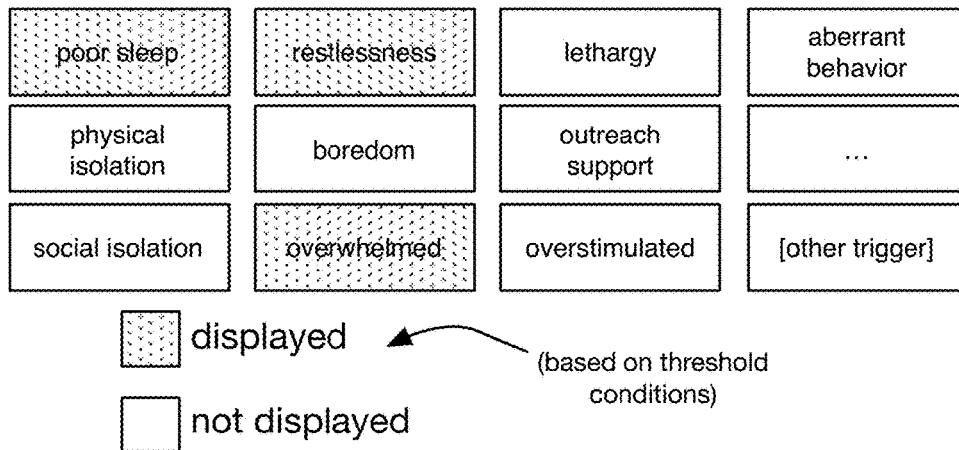 poor sleep
restlessness
lethargy
aberrant
behavior
physical
isolation
boredom
outreach
support
...
social isolation
overwhelmed
overstimulated
[other trigger]
displayed
(based on threshold
conditions)
not displayed